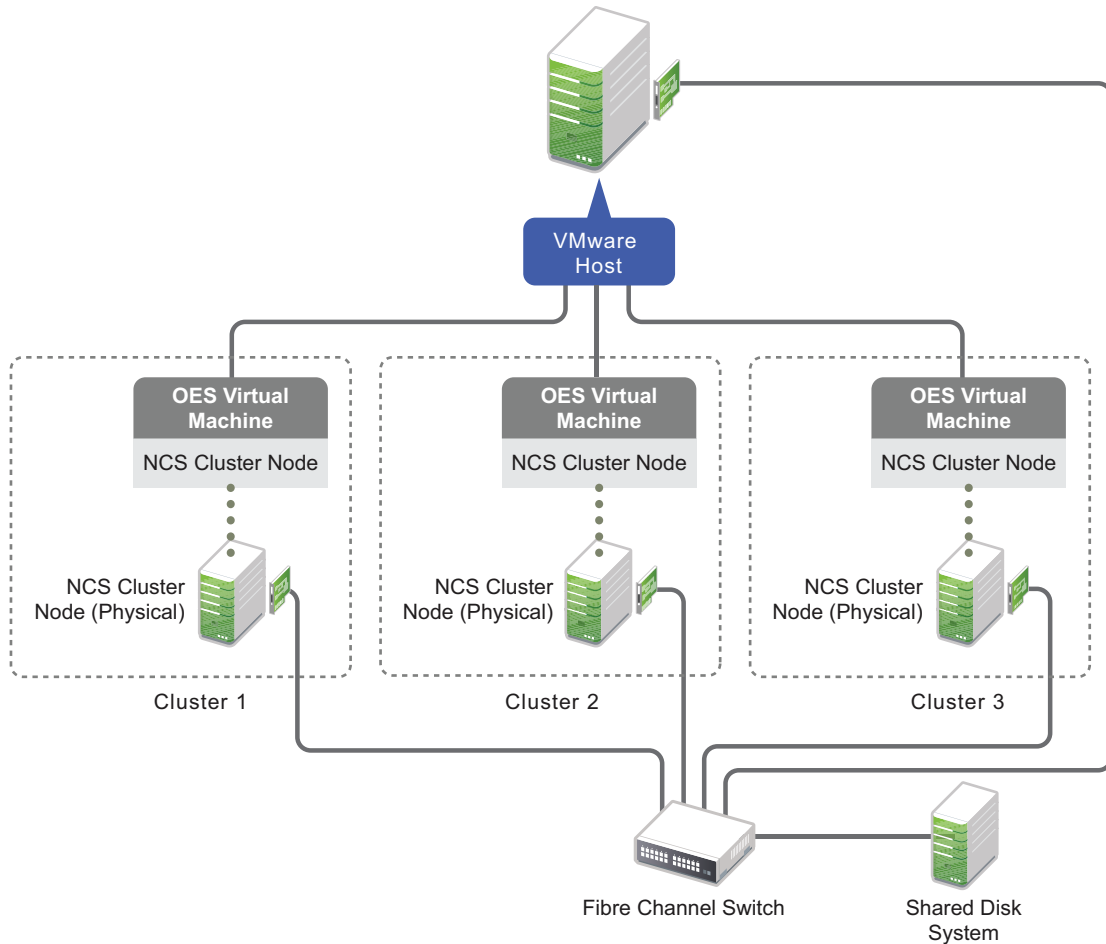 VMware
Host
OES Virtual
Machine
NCS Cluster Node
NCS Cluster
Node (Physical)
Cluster 1
OES Virtual
Machine
NCS Cluster Node
NCS Cluster
Node (Physical)
Cluster 2
OES Virtual
Machine
NCS Cluster Node
NCS Cluster
Node (Physical)
Cluster 3
Fibre Channel Switch
Shared Disk
System